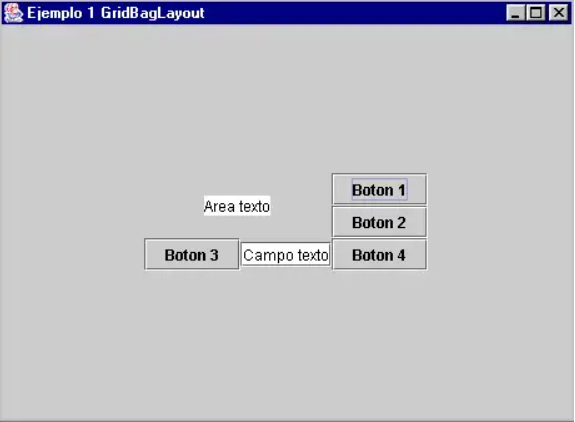 Ejemplo 1 GridBagLayout
Boton 1
Area texto
Boton 2
Boton 3 Campo texto Boton 4